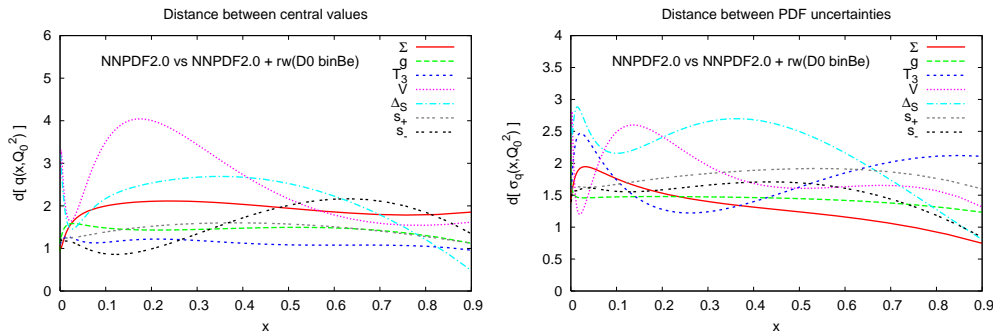 Distance between central values
d[ q(x,Q₀²) ]
6
5
4
3
2
1
0
NNPDF2.0 vs NNPDF2.0 + rw(D0 binBe)
Σ
g
T₃
V
Δ_S
s₊
s₋
0 0.1 0.2 0.3 0.4 0.5 0.6 0.7 0.8 0.9
x
Distance between PDF uncertainties
d[ σ_q(x,Q₀²) ]
4
3.5
3
2.5
2
1.5
1
0.5
0
NNPDF2.0 vs NNPDF2.0 + rw(D0 binBe)
Σ
g
T₃
V
Δ_S
s₊
s₋
0 0.1 0.2 0.3 0.4 0.5 0.6 0.7 0.8 0.9
x